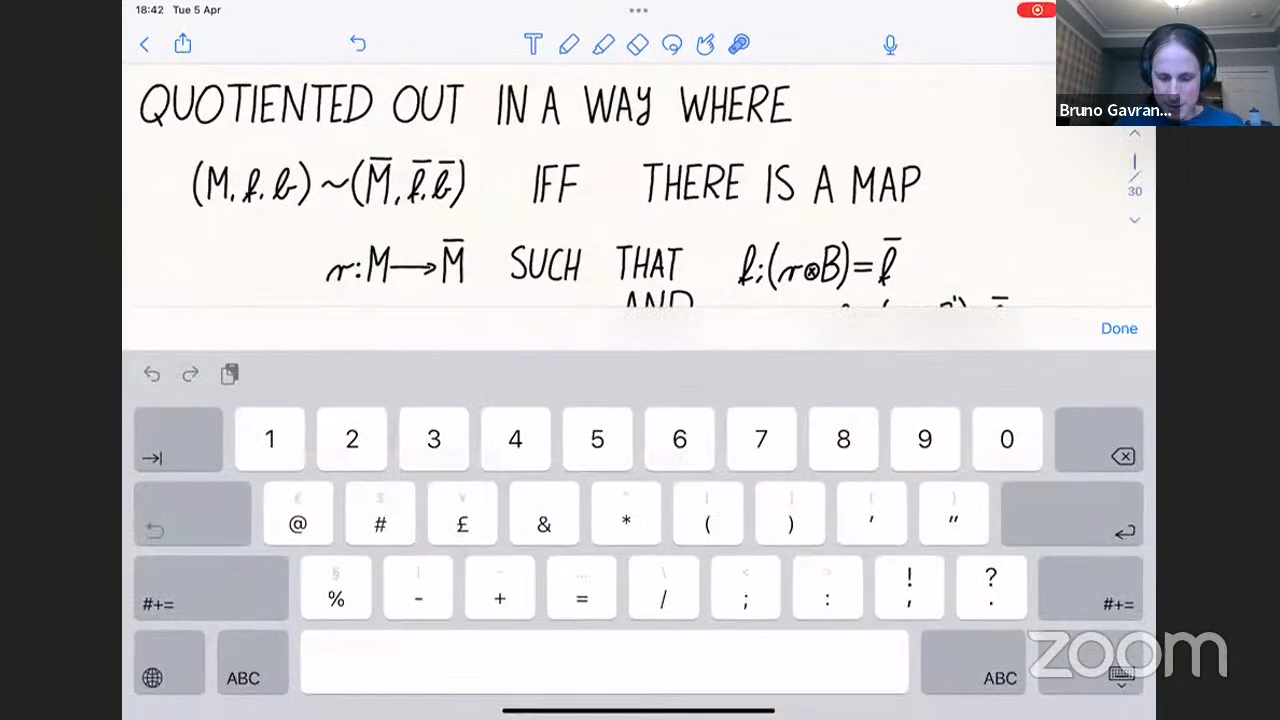 18:42 Tue 5 Apr
Bruno Gavran...
QUOTIENTED OUT IN A WAY WHERE
(M, f, b) ~ (M̄, f̄, b̄) IFF THERE IS A MAP
30
r: M → M̄ SUCH THAT f;(r⊗B)=f̄
AND
Done
1 2 3 4 5 6 7 8 9 0
€ $ ¥ ^ [ ] { }
@ # £ & * ( ) ' "
§ | ~ … \ < > ! ?
#+= % - + = / ; : , . #+=
ABC ABC
zoom